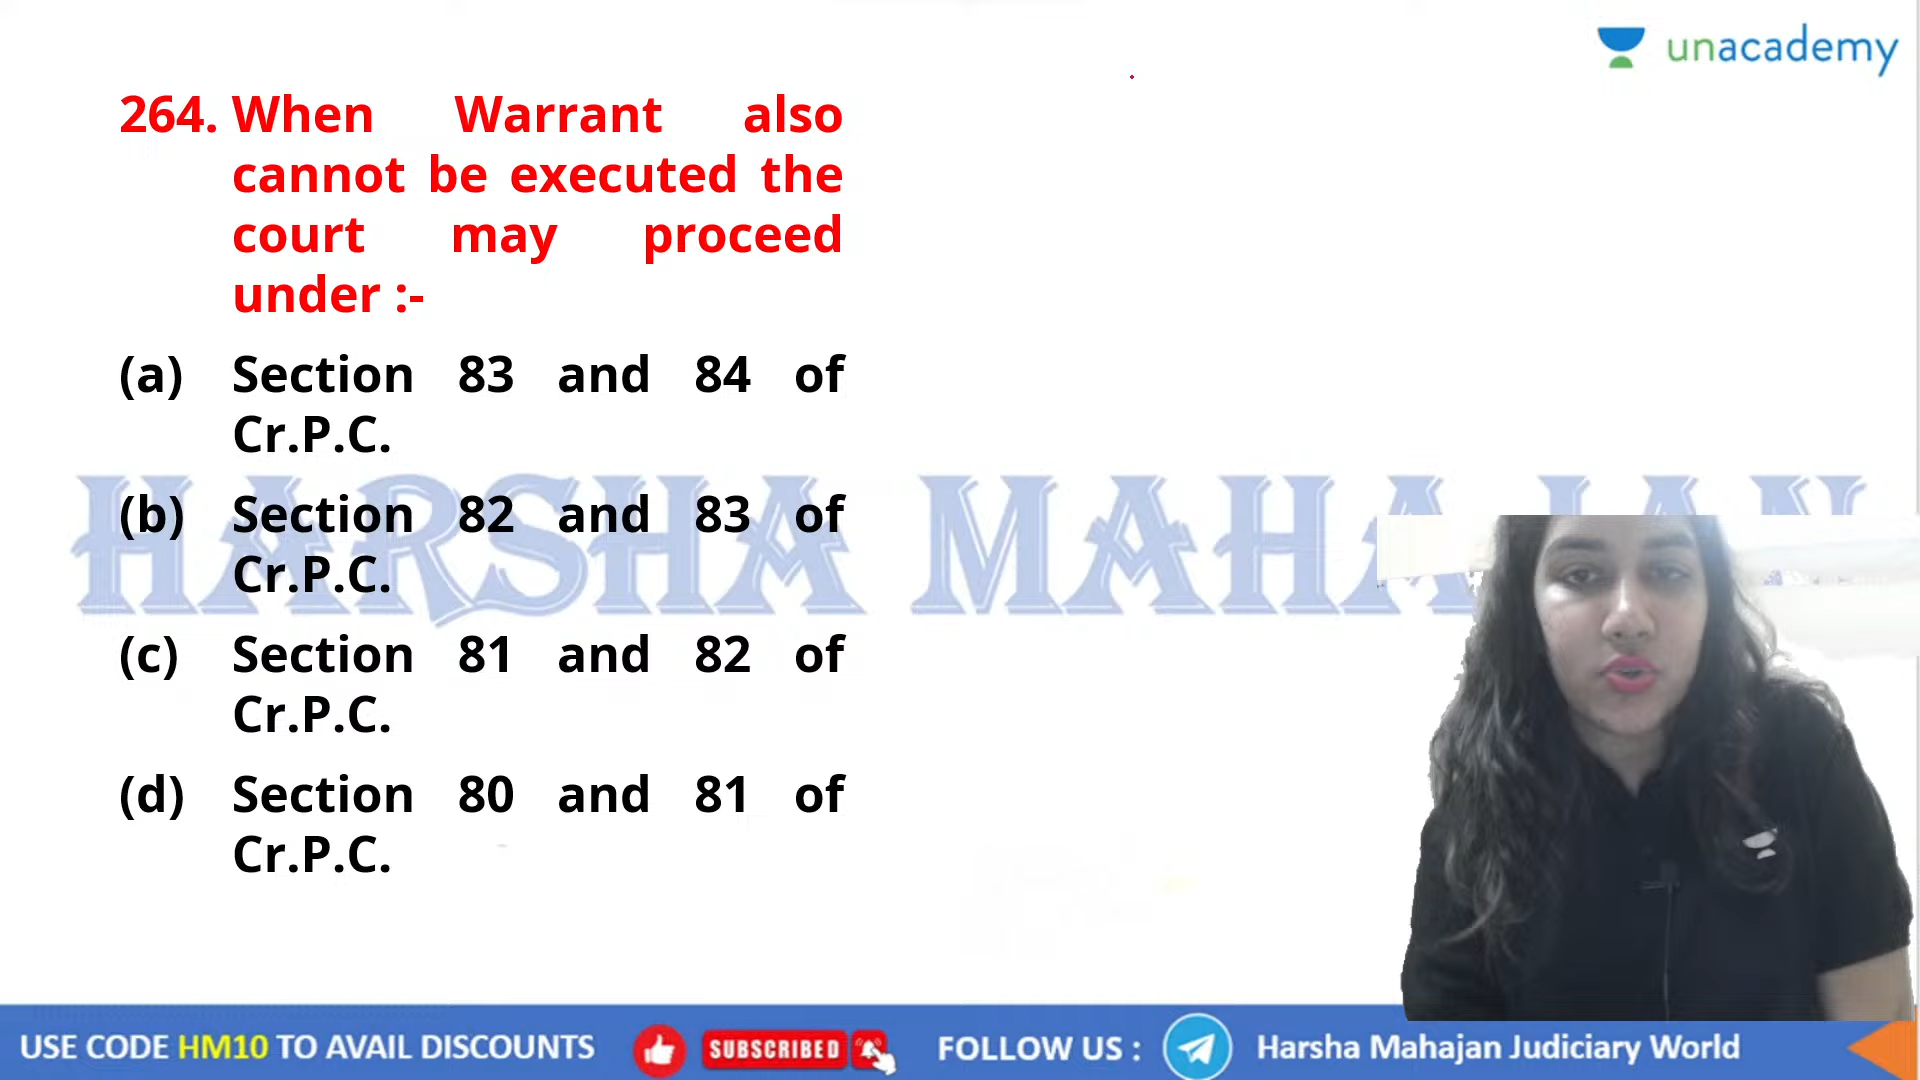 unacademy
264. When Warrant also
cannot be executed the
court may proceed
under :-
(a) Section 83 and 84 of
Cr.P.C.
(b) Section 82 and 83 of
Cr.P.C.
(c) Section 81 and 82 of
Cr.P.C.
(d) Section 80 and 81 of
Cr.P.C.
HARSHA MAHAJAN
USE CODE HM10 TO AVAIL DISCOUNTS
SUBSCRIBED
FOLLOW US :
Harsha Mahajan Judiciary World